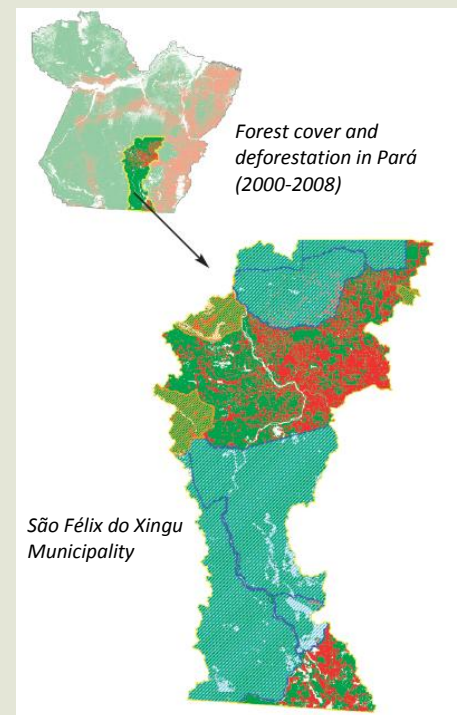 Forest cover and
deforestation in Pará
(2000-2008)
São Félix do Xingu
Municipality